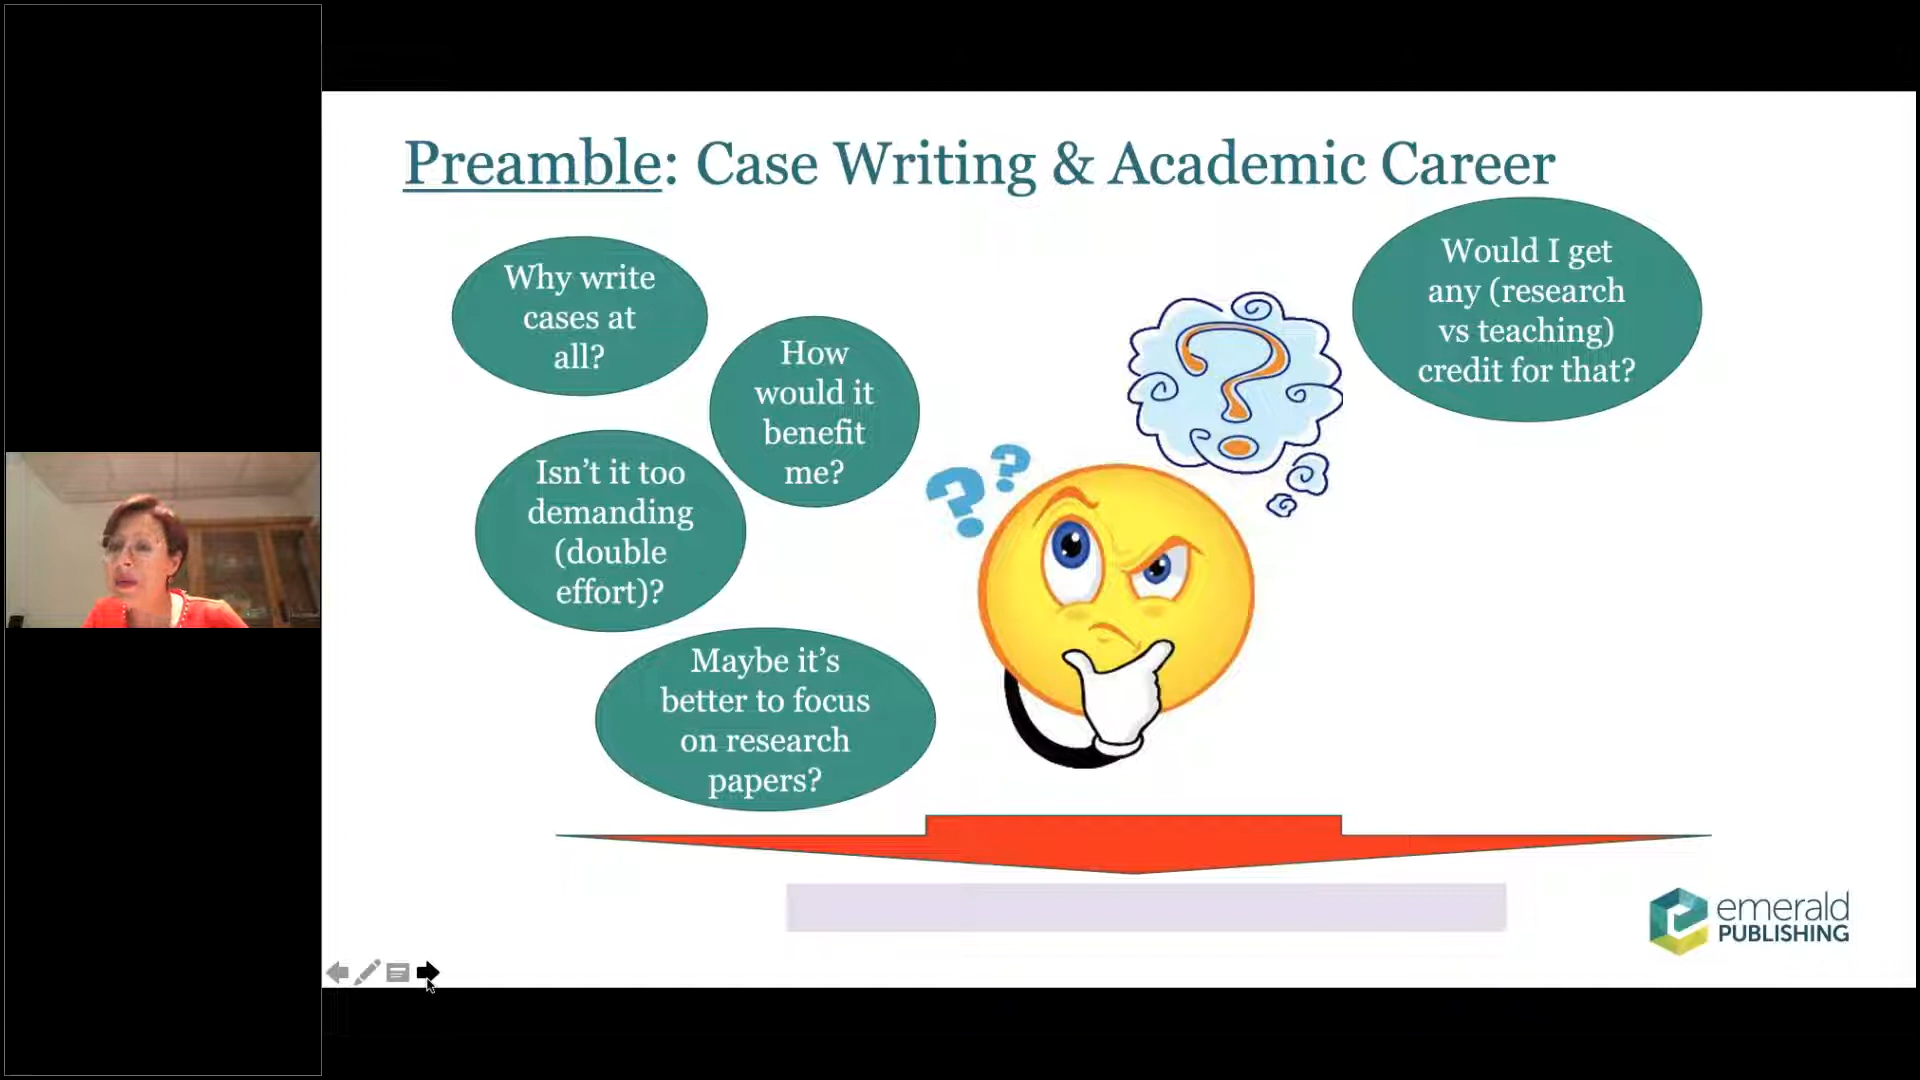 Preamble: Case Writing & Academic Career
Why write
cases at
all?
How
would it
benefit
me?
Isn’t it too
demanding
(double
effort)?
Maybe it’s
better to focus
on research
papers?
Would I get
any (research
vs teaching)
credit for that?
?
? ?
emerald
PUBLISHING